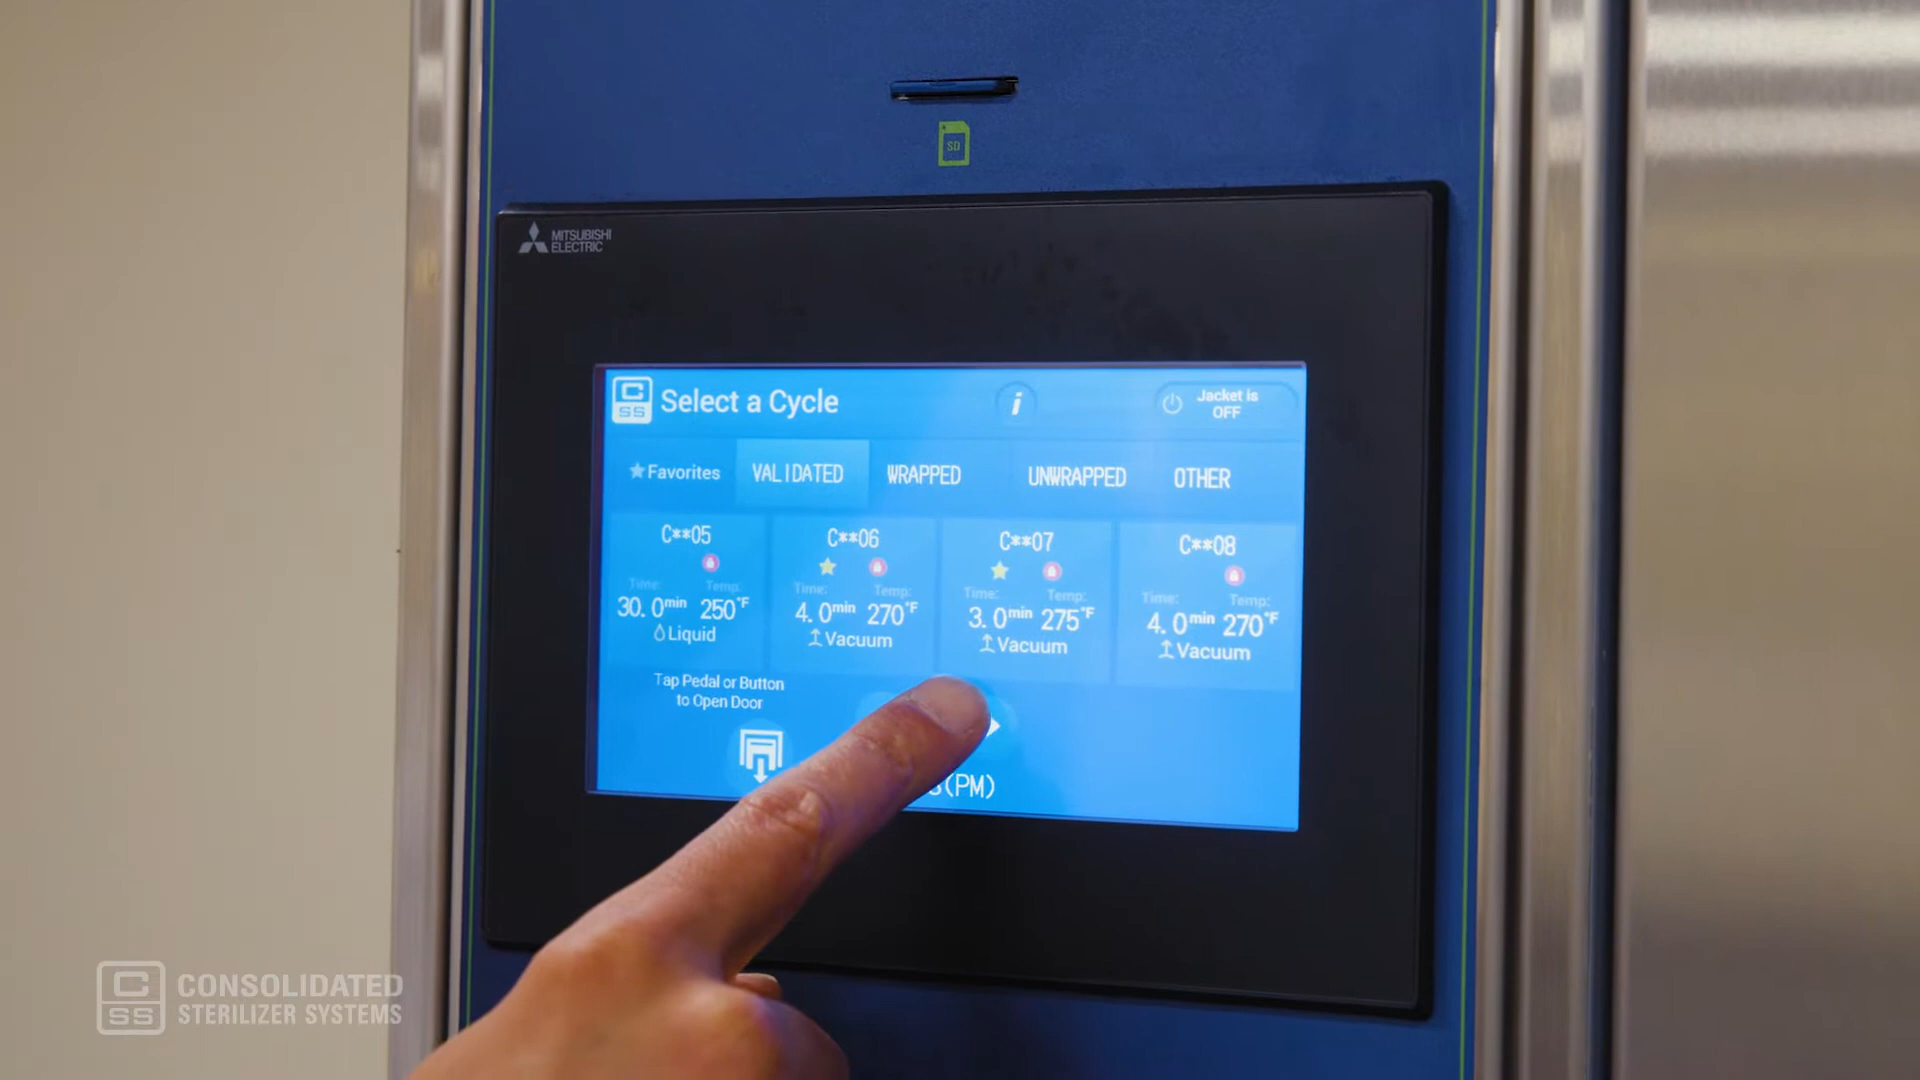 SD
MITSUBISHI
ELECTRIC
C
SS
Select a Cycle
i
Jacket is
OFF
Favorites
VALIDATED
WRAPPED
UNWRAPPED
OTHER
C**05
Time: Temp:
30.0min 250°F
Liquid
C**06
Time: Temp:
4.0min 270°F
Vacuum
C**07
Time: Temp:
3.0min 275°F
Vacuum
C**08
Time: Temp:
4.0min 270°F
Vacuum
Tap Pedal or Button
to Open Door
(PM)
C
SS
CONSOLIDATED
STERILIZER SYSTEMS